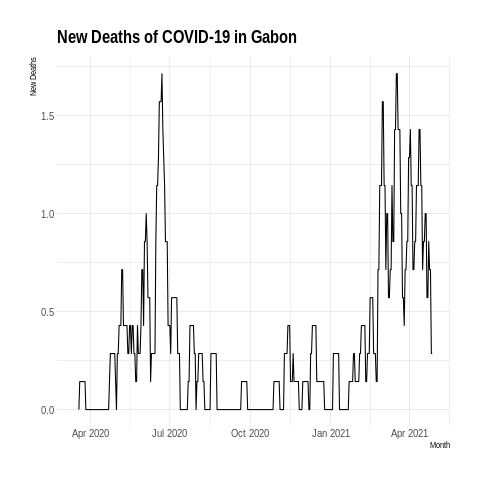 New Deaths of COVID-19 in Gabon
New Deaths
1.5
1.0
0.5
0.0
Apr 2020 Jul 2020 Oct 2020 Jan 2021 Apr 2021
Month